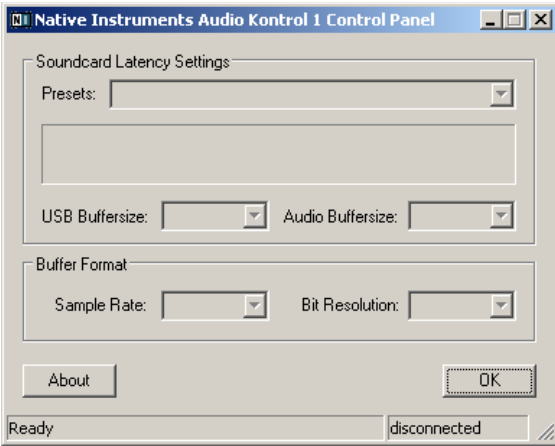 NI Native Instruments Audio Kontrol 1 Control Panel
Soundcard Latency Settings
Presets:
USB Buffersize: Audio Buffersize:
Buffer Format
Sample Rate: Bit Resolution:
About OK
Ready disconnected